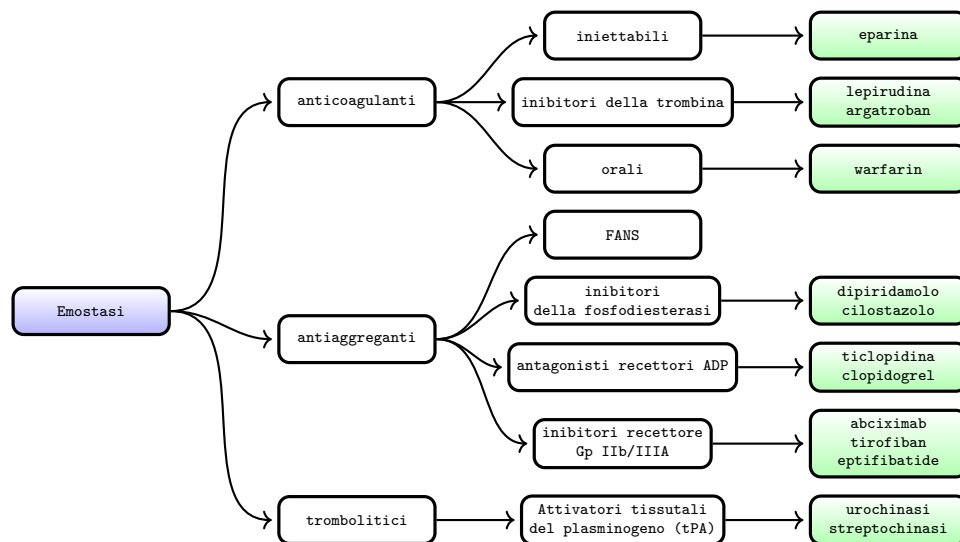 iniettabili
eparina
anticoagulanti
inibitori della trombina
lepirudina
argatroban
orali
warfarin
FANS
Emostasi
inibitori
della fosfodiesterasi
dipiridamolo
cilostazolo
antiaggreganti
antagonisti recettori ADP
ticlopidina
clopidogrel
inibitori recettore
Gp IIb/IIIA
abciximab
tirofiban
eptifibatide
trombolitici
Attivatori tissutali
del plasminogeno (tPA)
urochinasi
streptochinasi